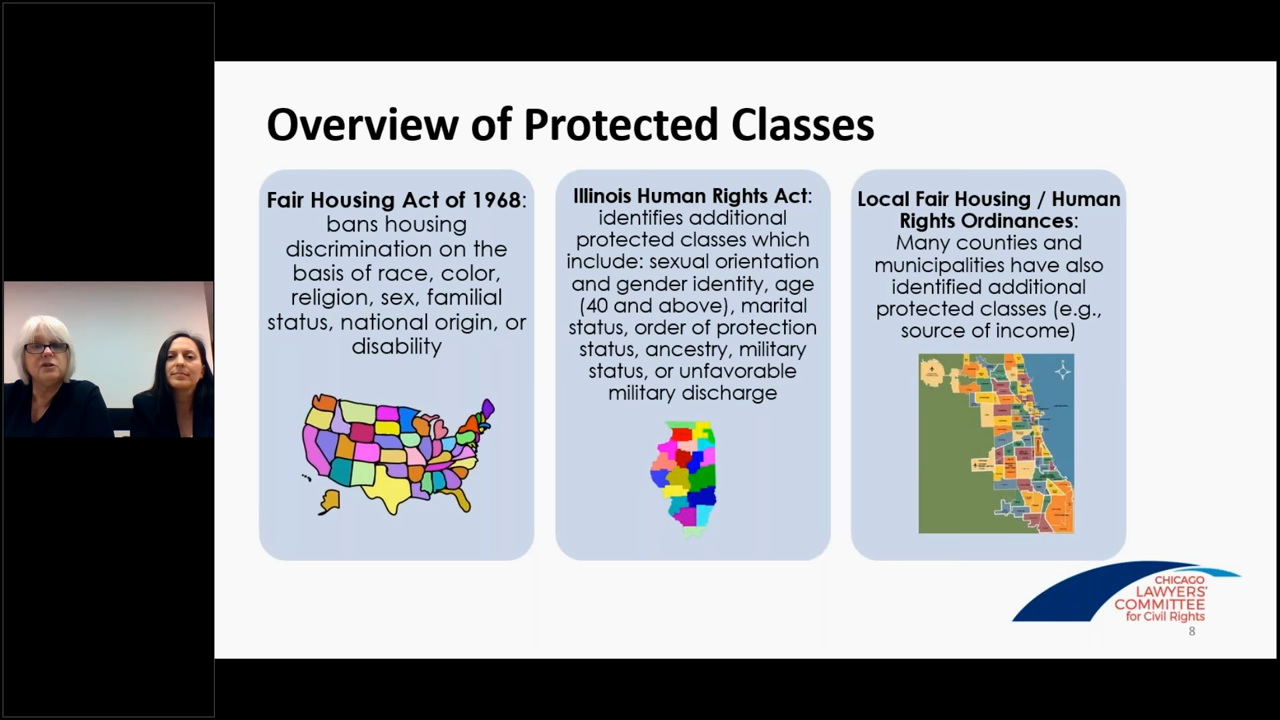 Overview of Protected Classes
Fair Housing Act of 1968:
bans housing
discrimination on the
basis of race, color,
religion, sex, familial
status, national origin, or
disability
Illinois Human Rights Act:
identifies additional
protected classes which
include: sexual orientation
and gender identity, age
(40 and above), marital
status, order of protection
status, ancestry, military
status, or unfavorable
military discharge
Local Fair Housing / Human
Rights Ordinances:
Many counties and
municipalities have also
identified additional
protected classes (e.g.,
source of income)
CHICAGO
LAWYERS'
COMMITTEE
for Civil Rights
8